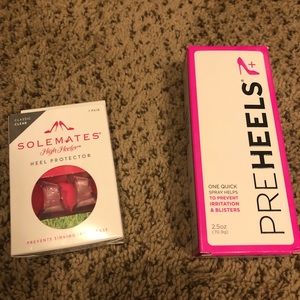 CLASSIC
CLEAR
1 PAIR
SOLEMATES
High Heeler
HEEL PROTECTOR
PREVENTS SINKING
PREHEELS+
ONE QUICK
SPRAY HELPS
TO PREVENT
IRRITATION
& BLISTERS
2.5oz
(70.9g)